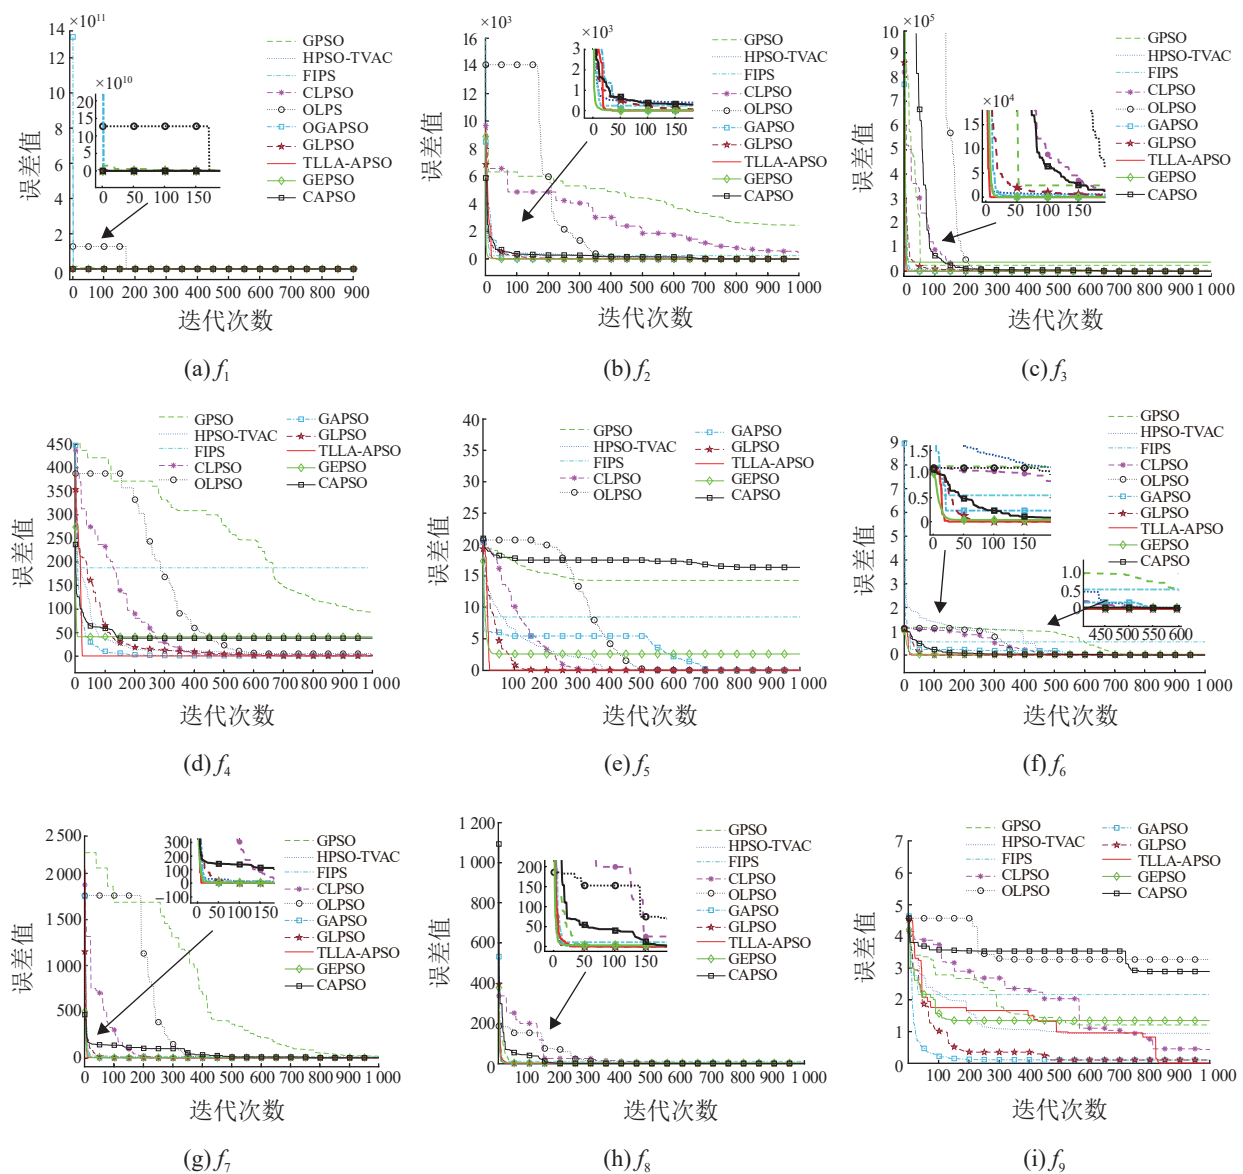 ×10¹¹
14
12
10
8
6
4
2
0
误差值
GPSO
HPSO-TVAC
FIPS
CLPSO
OLPS
OGAPSO
GLPSO
TLLA-APSO
GEPSO
CAPSO
×10¹⁰
20
15
10
5
0
0 50 100 150
0 100 200 300 400 500 600 700 800 900
迭代次数
(a) f₁
×10³
16
14
12
10
8
6
4
2
0
误差值
GPSO
HPSO-TVAC
FIPS
CLPSO
OLPSO
GAPSO
GLPSO
TLLA-APSO
GEPSO
CAPSO
×10³
3
2
1
0
0 50 100 150
0 100 200 300 400 500 600 700 800 900 1 000
迭代次数
(b) f₂
×10⁵
10
9
8
7
6
5
4
3
2
1
0
误差值
GPSO
HPSO-TVAC
FIPS
CLPSO
OLPSO
GAPSO
GLPSO
TLLA-APSO
GEPSO
CAPSO
×10⁴
15
10
5
0
0 50 100 150
0 100 200 300 400 500 600 700 800 900 1 000
迭代次数
(c) f₃
450
400
350
300
250
200
150
100
50
0
误差值
GPSO
HPSO-TVAC
FIPS
CLPSO
OLPSO
GAPSO
GLPSO
TLLA-APSO
GEPSO
CAPSO
0 100 200 300 400 500 600 700 800 900 1 000
迭代次数
(d) f₄
40
35
30
25
20
15
10
5
0
误差值
GPSO
HPSO-TVAC
FIPS
CLPSO
OLPSO
GAPSO
GLPSO
TLLA-APSO
GEPSO
CAPSO
100 200 300 400 500 600 700 800 900 1 000
迭代次数
(e) f₅
9
8
7
6
5
4
3
2
1
0
误差值
GPSO
HPSO-TVAC
FIPS
CLPSO
OLPSO
GAPSO
GLPSO
TLLA-APSO
GEPSO
CAPSO
1.5
1.0
0.5
0
0 50 100 150
1.0
0.5
0
450 500 550 600
0 100 200 300 400 500 600 700 800 900 1 000
迭代次数
(f) f₆
2 500
2 000
1 500
1 000
500
0
误差值
GPSO
HPSO-TVAC
FIPS
CLPSO
OLPSO
GAPSO
GLPSO
TLLA-APSO
GEPSO
CAPSO
300
200
100
0
−100
0 50 100 150
0 100 200 300 400 500 600 700 800 900 1 000
迭代次数
(g) f₇
1 200
1 000
800
600
400
200
0
误差值
GPSO
HPSO-TVAC
FIPS
CLPSO
OLPSO
GAPSO
GLPSO
TLLA-APSO
GEPSO
CAPSO
200
150
100
50
0
0 50 100 150
0 100 200 300 400 500 600 700 800 900 1 000
迭代次数
(h) f₈
7
6
5
4
3
2
1
0
误差值
GPSO
HPSO-TVAC
FIPS
CLPSO
OLPSO
GAPSO
GLPSO
TLLA-APSO
GEPSO
CAPSO
100 200 300 400 500 600 700 800 900 1 000
迭代次数
(i) f₉